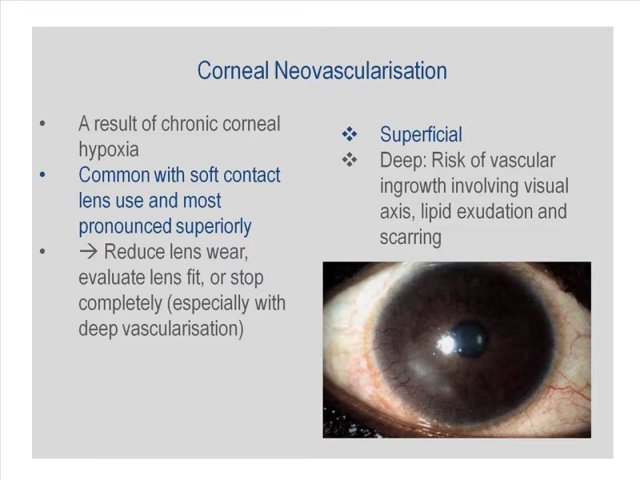 Corneal Neovascularisation
• A result of chronic corneal
hypoxia
• Common with soft contact
lens use and most
pronounced superiorly
• → Reduce lens wear,
evaluate lens fit, or stop
completely (especially with
deep vascularisation)
❖ Superficial
❖ Deep: Risk of vascular
ingrowth involving visual
axis, lipid exudation and
scarring